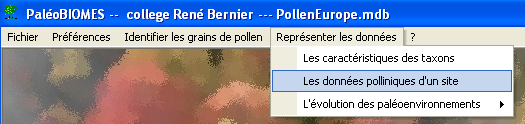 PaléoBIOMES -- college René Bernier --- PollenEurope.mdb
Fichier Préférences Identifier les grains de pollen Représenter les données ?
Les caractéristiques des taxons
Les données polliniques d'un site
L'évolution des paléoenvironnements